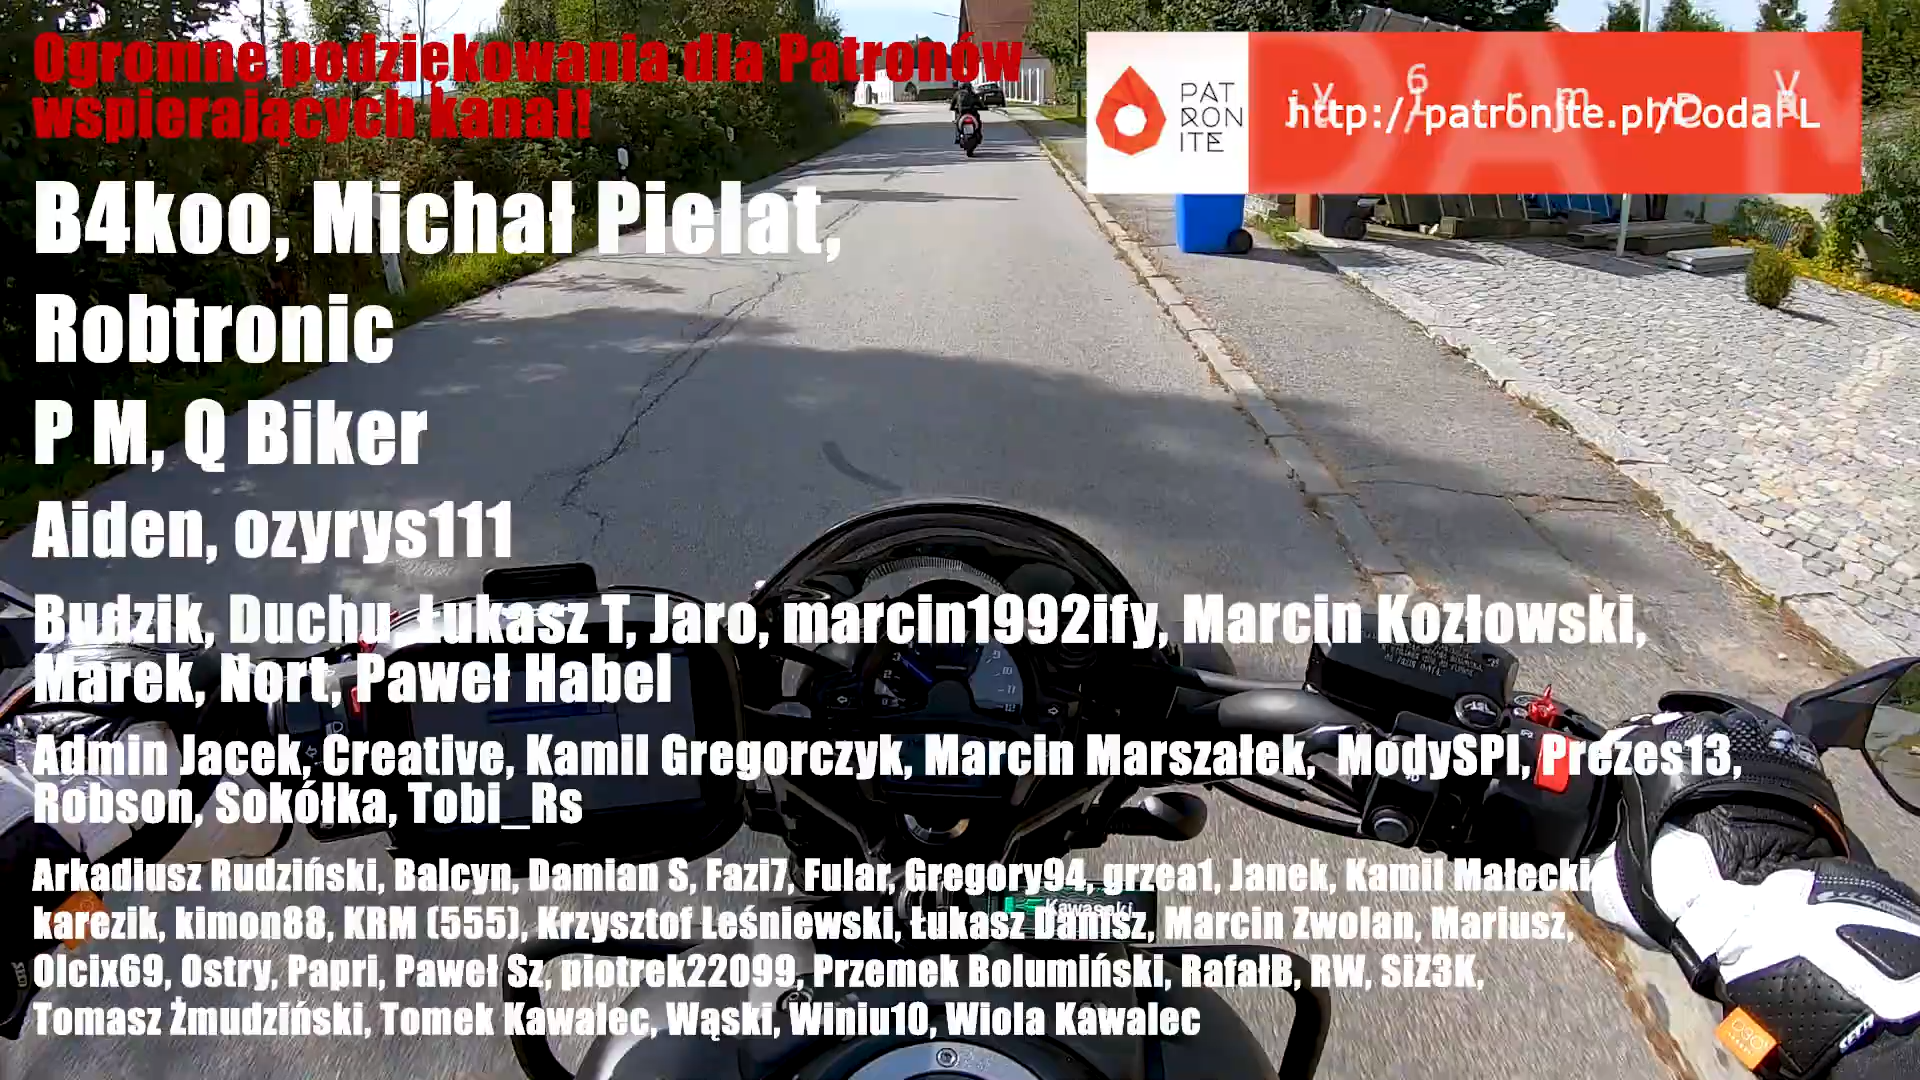 Ogromne podziękowania dla Patronów
wspierających kanał!
PAT
RON
ITE
B4koo, Michał Pielat,
Robtronic
P M, Q Biker
Aiden, ozyrys111
Budzik, Duchu, Łukasz T, Jaro, marcin1992ify, Marcin Kozłowski,
Marek, Nort, Paweł Habel
Admin Jacek, Creative, Kamil Gregorczyk, Marcin Marszałek, ModySPI, Prezes13,
Robson, Sokółka, Tobi_Rs
Arkadiusz Rudziński, Balcyn, Damian S, Fazi7, Fular, Gregory94, grzea1, Janek, Kamil Małecki,
karezik, kimon88, KRM (555), Krzysztof Leśniewski, Łukasz Danisz, Marcin Zwolan, Mariusz,
Olcix69, Ostry, Papri, Paweł Sz, piotrek22099, Przemek Bolumiński, RafałB, RW, SiZ3K,
Tomasz Żmudziński, Tomek Kawalec, Wąski, Winiu10, Wiola Kawalec
Kawasaki